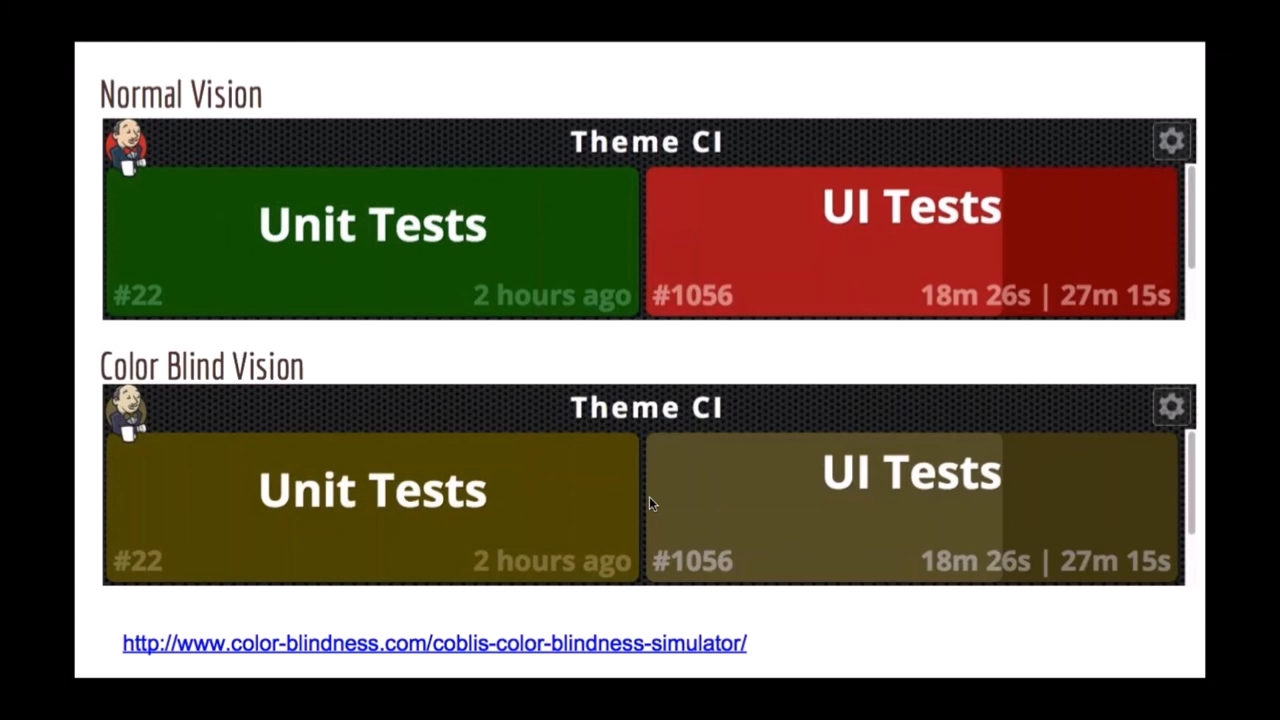 Normal Vision
Theme CI
Unit Tests
UI Tests
#22
2 hours ago
#1056
18m 26s | 27m 15s
Color Blind Vision
Theme CI
Unit Tests
UI Tests
#22
2 hours ago
#1056
18m 26s | 27m 15s
http://www.color-blindness.com/coblis-color-blindness-simulator/